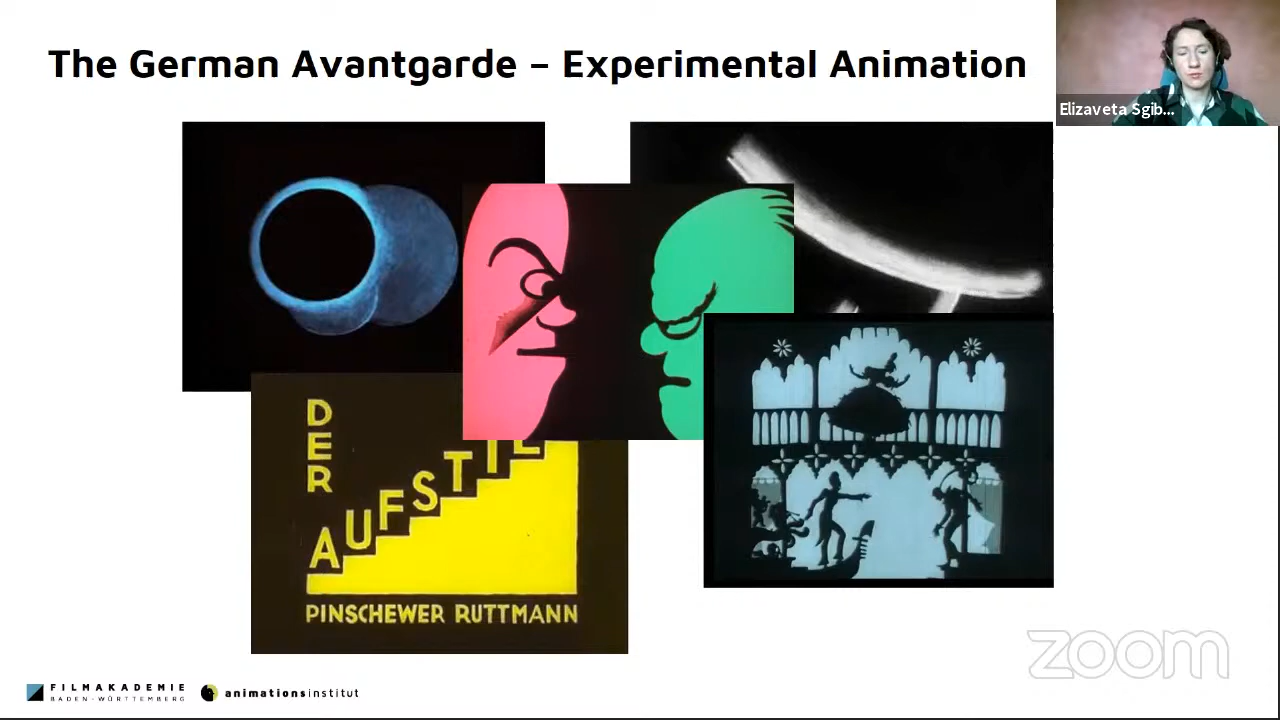 The German Avantgarde – Experimental Animation
Elizaveta Sgib...
DER
AUFSTIE
PINSCHEWER RUTTMANN
zoom
FILMAKADEMIE
BADEN-WÜRTTEMBERG
animationsinstitut